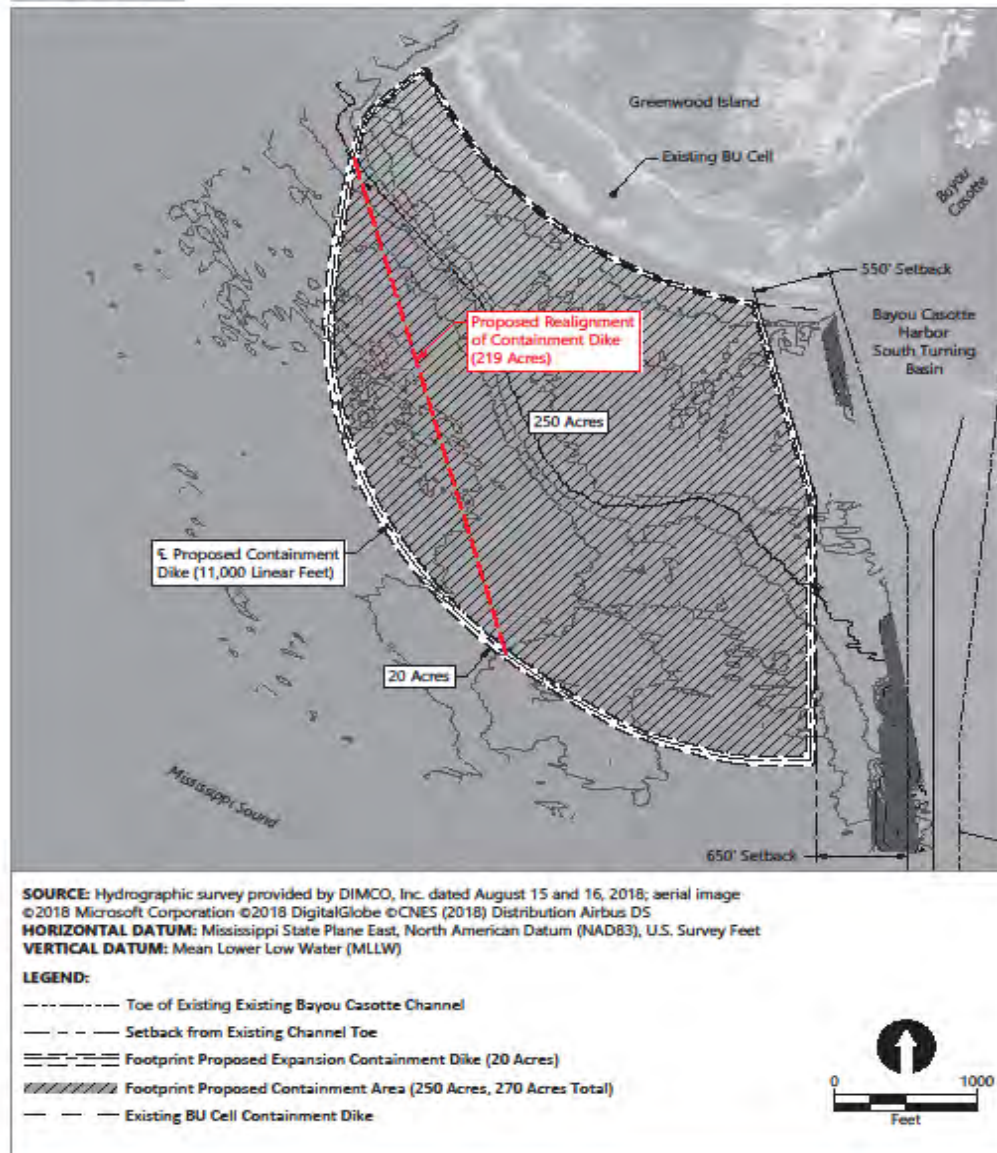 Greenwood Island
Existing BU Cell
Bayou
Casotte
550' Setback
Bayou Casotte
Harbor
South Turning
Basin
Proposed Realignment
of Containment Dike
(219 Acres)
250 Acres
℄ Proposed Containment
Dike (11,000 Linear Feet)
20 Acres
Mississippi Sound
650' Setback
SOURCE: Hydrographic survey provided by DIMCO, Inc. dated August 15 and 16, 2018; aerial image
©2018 Microsoft Corporation ©2018 DigitalGlobe ©CNES (2018) Distribution Airbus DS
HORIZONTAL DATUM: Mississippi State Plane East, North American Datum (NAD83), U.S. Survey Feet
VERTICAL DATUM: Mean Lower Low Water (MLLW)
LEGEND:
Toe of Existing Existing Bayou Casotte Channel
Setback from Existing Channel Toe
Footprint Proposed Expansion Containment Dike (20 Acres)
Footprint Proposed Containment Area (250 Acres, 270 Acres Total)
Existing BU Cell Containment Dike
0 1000
Feet